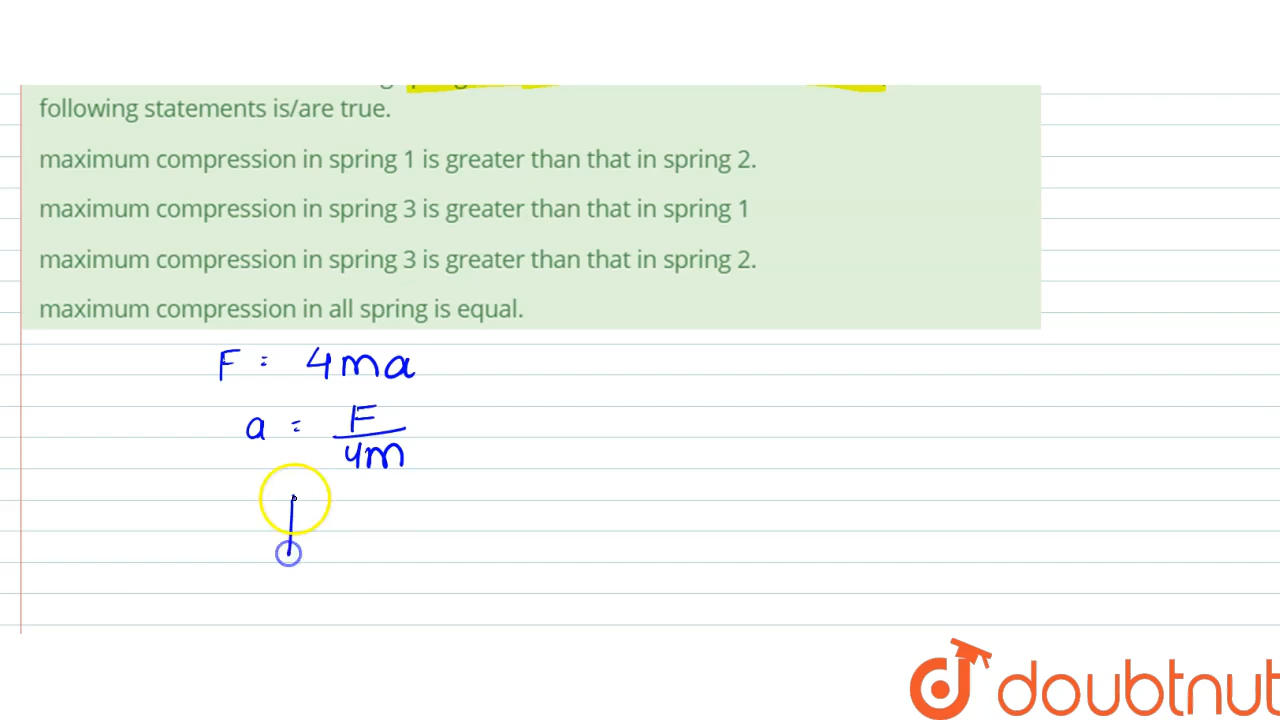 following statements is/are true.
maximum compression in spring 1 is greater than that in spring 2.
maximum compression in spring 3 is greater than that in spring 1
maximum compression in spring 3 is greater than that in spring 2.
maximum compression in all spring is equal.
F = 4ma
a = F/4m
doubtnut